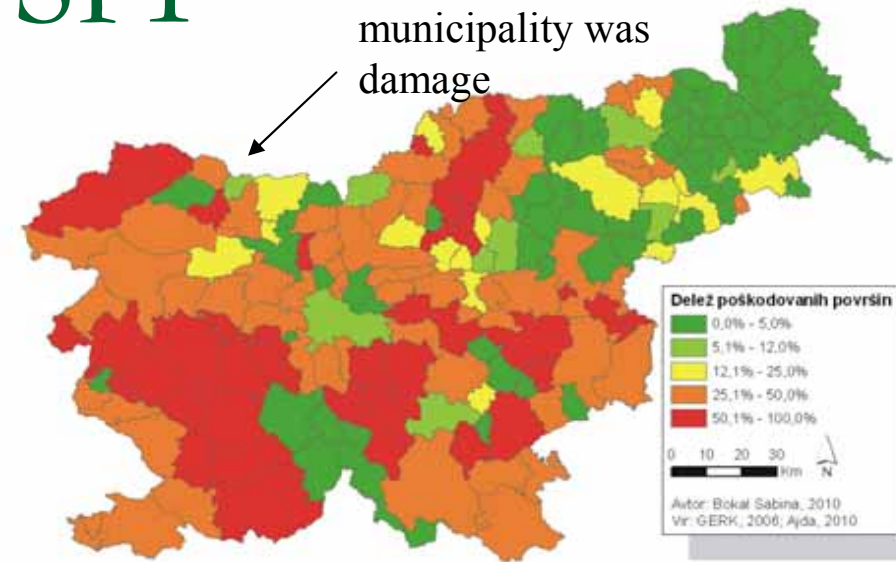 municipality was
damage
Delež poškodovanih površin
0,0% - 5,0%
5,1% - 12,0%
12,1% - 25,0%
25,1% - 50,0%
50,1% - 100,0%
0 10 20 30
Km N
Avtor: Bokal Sabina, 2010
Vir: GERK, 2006; Ajda, 2010